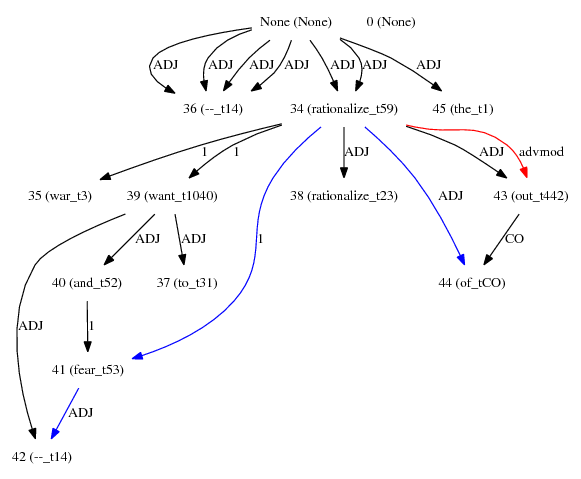 None (None) 0 (None)
ADJ ADJ ADJ ADJ ADJ ADJ ADJ
36 (--_t14) 34 (rationalize_t59) 45 (the_t1)
1 1 ADJ ADJ advmod
35 (war_t3) 39 (want_t1040) 38 (rationalize_t23) 43 (out_t442)
ADJ ADJ 1 ADJ CO
40 (and_t52) 37 (to_t31) 44 (of_tCO)
ADJ 1
41 (fear_t53)
ADJ
42 (--_t14)